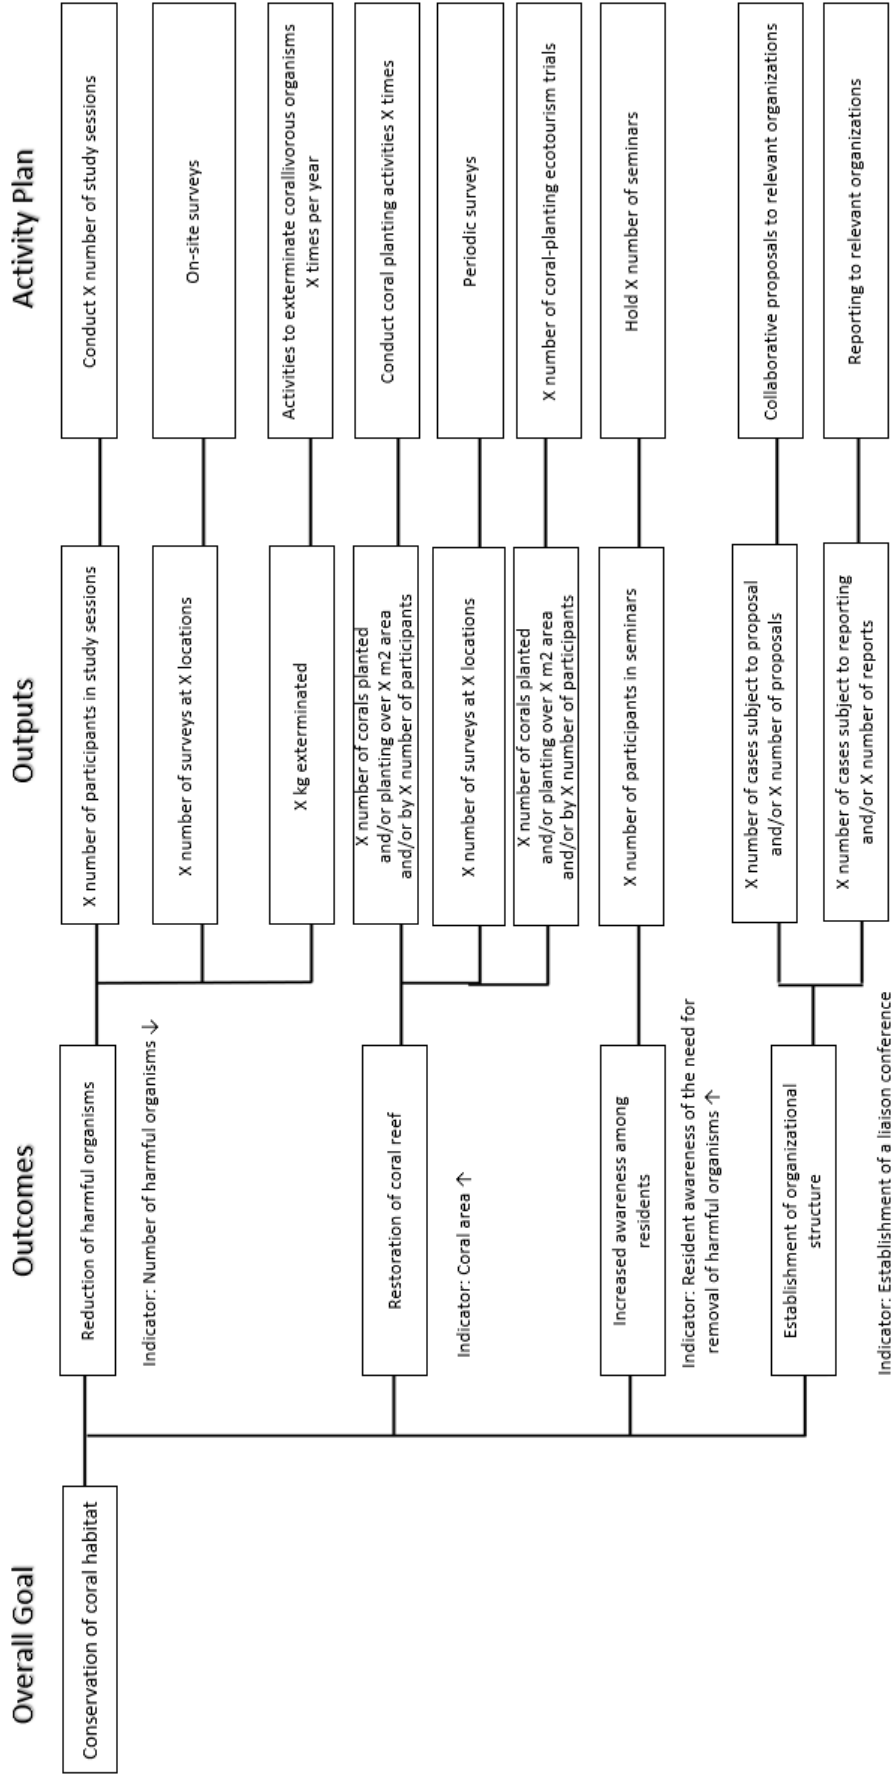 Overall Goal
Outcomes
Outputs
Activity Plan
Conservation of coral habitat
Reduction of harmful organisms
Indicator: Number of harmful organisms ↓
X number of participants in study sessions
Conduct X number of study sessions
X number of surveys at X locations
On-site surveys
X kg exterminated
Activities to exterminate corallivorous organisms
X times per year
Restoration of coral reef
Indicator: Coral area ↑
X number of corals planted
and/or planting over X m2 area
and/or by X number of participants
Conduct coral planting activities X times
X number of surveys at X locations
Periodic surveys
X number of corals planted
and/or planting over X m2 area
and/or by X number of participants
X number of coral-planting ecotourism trials
Increased awareness among
residents
Indicator: Resident awareness of the need for
removal of harmful organisms ↑
X number of participants in seminars
Hold X number of seminars
Establishment of organizational
structure
Indicator: Establishment of a liaison conference
X number of cases subject to proposal
and/or X number of proposals
Collaborative proposals to relevant organizations
X number of cases subject to reporting
and/or X number of reports
Reporting to relevant organizations